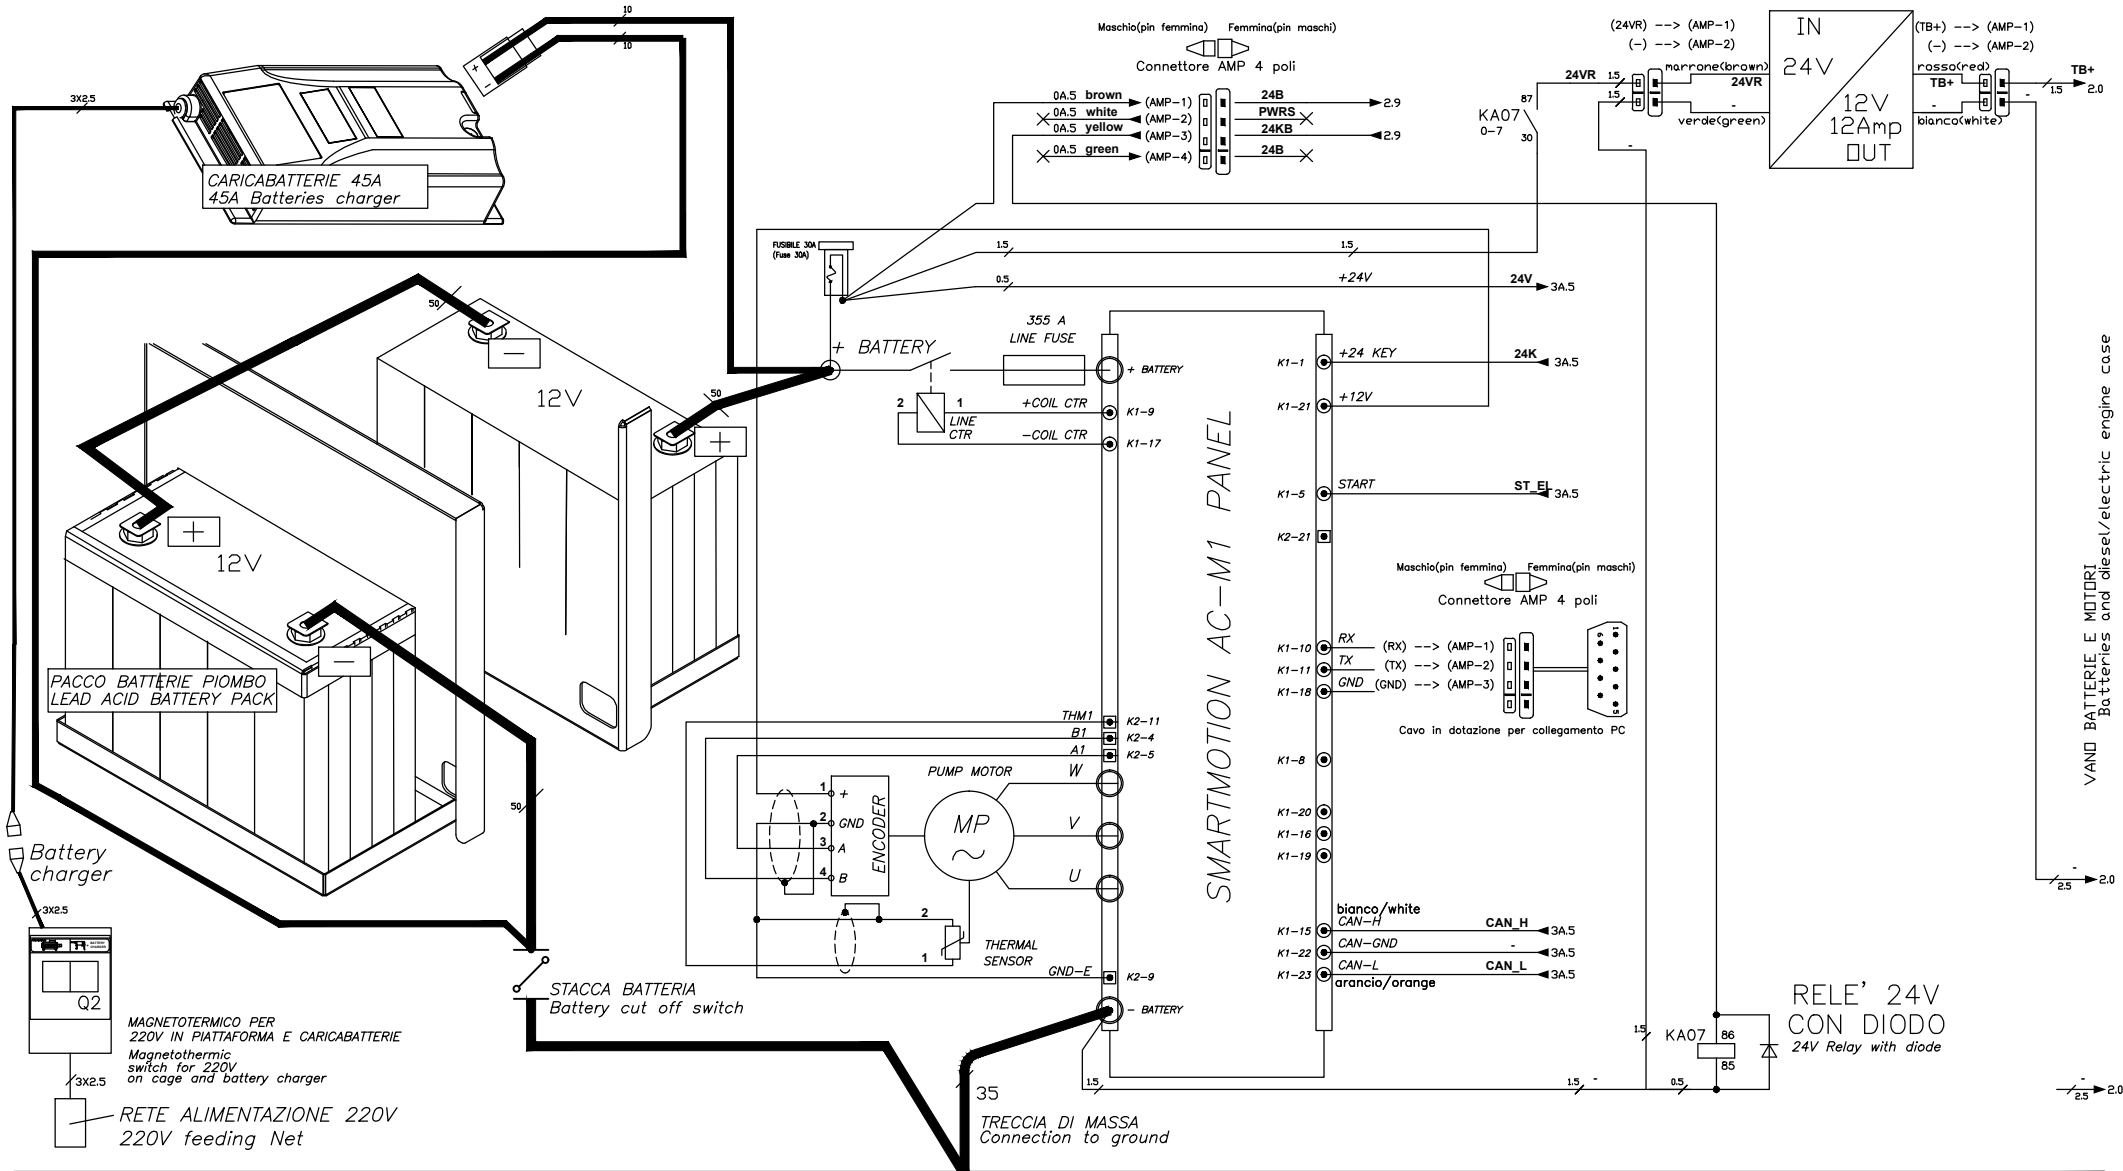 10
10
3X2.5
+
-
CARICABATTERIE 45A
45A Batteries charger
Maschio(pin femmina) Femmina(pin maschi)
Connettore AMP 4 poli
0A.5 brown (AMP-1) 24B 2.9
0A.5 white (AMP-2) PWRS
0A.5 yellow (AMP-3) 24KB 2.9
0A.5 green (AMP-4) 24B
(24VR) --> (AMP-1)
(-) --> (AMP-2)
IN
24V
12V
12Amp
OUT
(TB+) --> (AMP-1)
(-) --> (AMP-2)
24VR 1.5
1.5
marrone(brown)
24VR
-
verde(green)
rosso(red)
TB+
-
bianco(white)
TB+
1.5 2.0
87
KA07
0-7
30
-
FUSIBILE 30A
(Fuse 30A)
1.5
1.5
0.5
+24V
24V 3A.5
50
-
12V
50
+
+ BATTERY
355 A
LINE FUSE
+ BATTERY
2 1
LINE
CTR
+COIL CTR K1-9
-COIL CTR K1-17
K1-1 +24 KEY 24K 3A.5
K1-21 +12V
K1-5 START ST_EL 3A.5
K2-21
SMARTMOTION AC-M1 PANEL
Maschio(pin femmina) Femmina(pin maschi)
Connettore AMP 4 poli
K1-10 RX (RX) --> (AMP-1)
K1-11 TX (TX) --> (AMP-2)
K1-18 GND (GND) --> (AMP-3)
1
6
9
5
Cavo in dotazione per collegamento PC
+
12V
-
PACCO BATTERIE PIOMBO
LEAD ACID BATTERY PACK
50
THM1 K2-11
B1 K2-4
A1 K2-5
W
V
U
PUMP MOTOR
MP
ENCODER
1 +
2 GND
3 A
4 B
2
1
THERMAL
SENSOR
GND-E K2-9
- BATTERY
K1-8
K1-20
K1-16
K1-19
bianco/white
K1-15 CAN-H CAN_H 3A.5
K1-22 CAN-GND - 3A.5
K1-23 CAN-L CAN_L 3A.5
arancio/orange
Battery
charger
3X2.5
BATTERY
CHARGER
Q2
MAGNETOTERMICO PER
220V IN PIATTAFORMA E CARICABATTERIE
Magnetothermic
switch for 220V
on cage and battery charger
3X2.5
RETE ALIMENTAZIONE 220V
220V feeding Net
STACCA BATTERIA
Battery cut off switch
35
TRECCIA DI MASSA
Connection to ground
1.5
1.5
-
1.5
0.5
KA07
86
85
RELE' 24V
CON DIODO
24V Relay with diode
-
2.5 2.0
-
2.5 2.0
VANO BATTERIE E MOTORI
Batteries and diesel/electric engine case